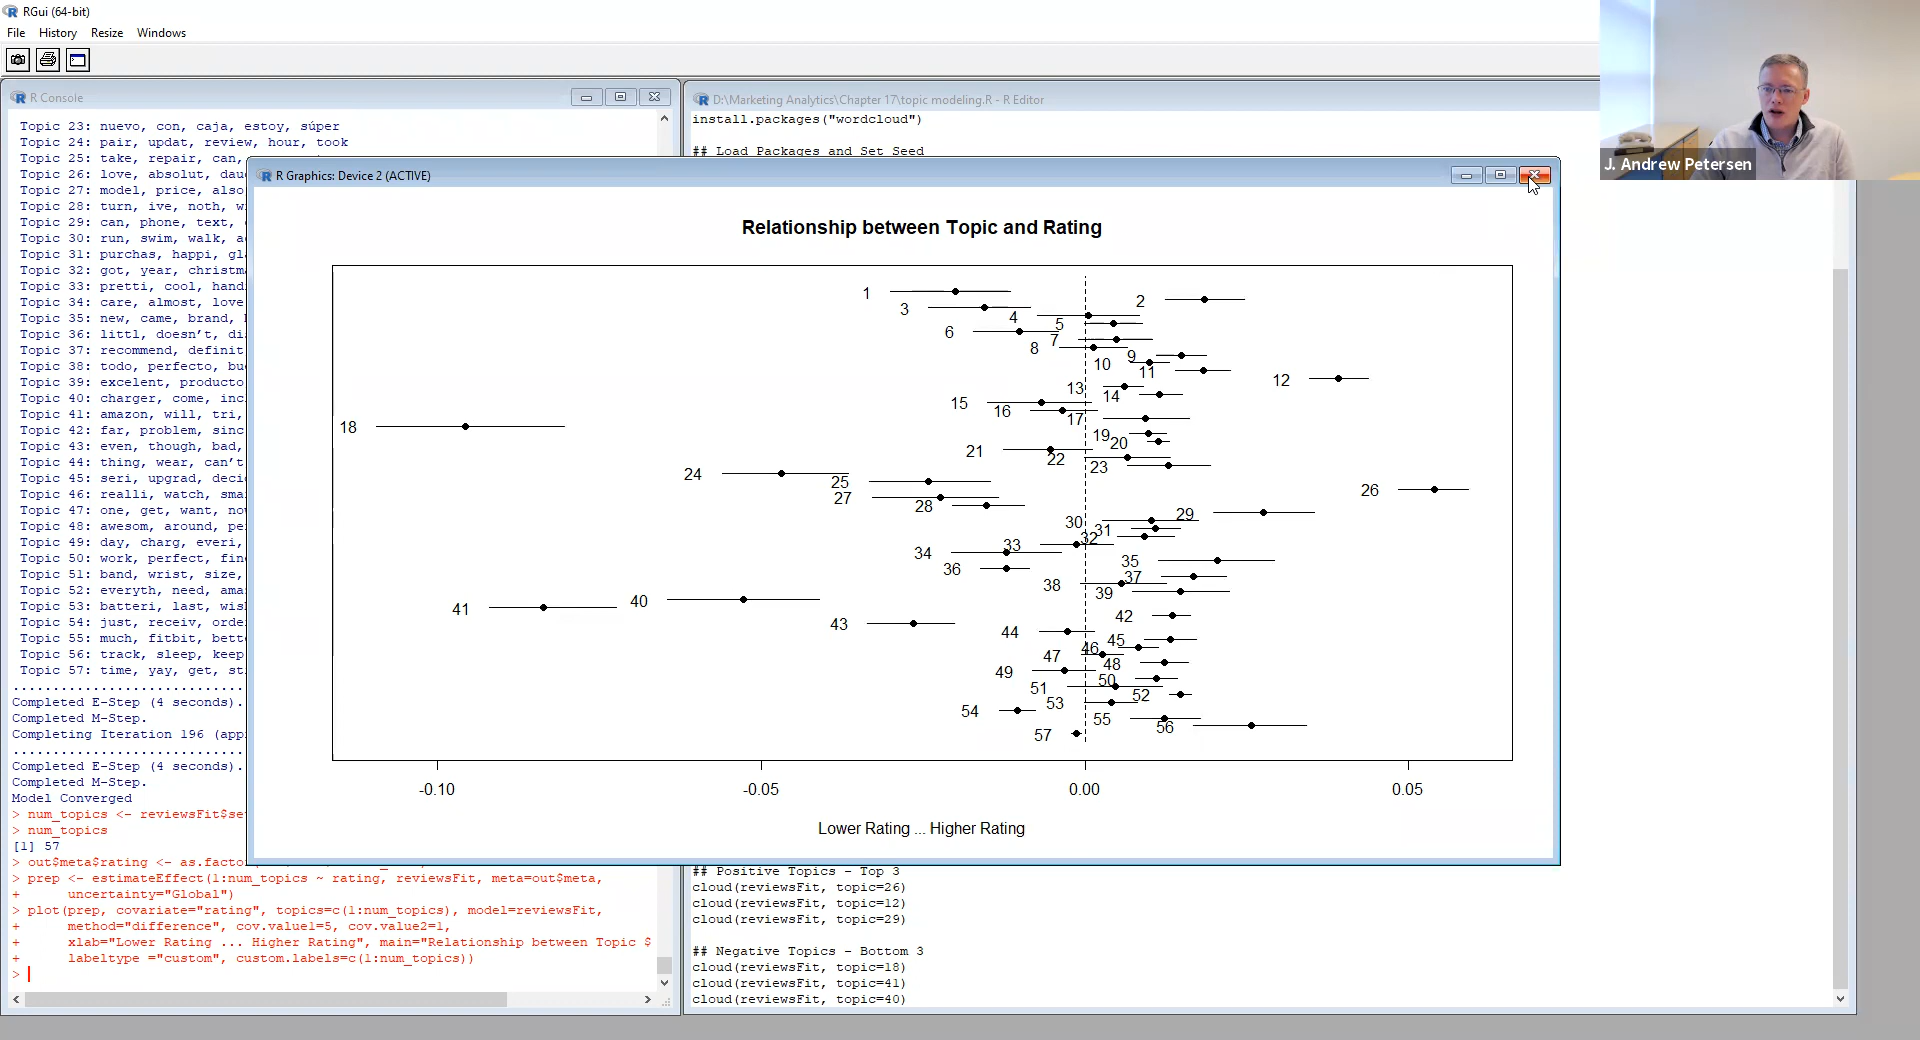 RGui (64-bit)
File History Resize Windows
R Console
Topic 23: nuevo, con, caja, estoy, súper
Topic 24: pair, updat, review, hour, took
Topic 25: take, repair, can,
Topic 26: love, absolut, dau
Topic 27: model, price, also
Topic 28: turn, ive, noth, w
Topic 29: can, phone, text,
Topic 30: run, swim, walk, a
Topic 31: purchas, happi, gl
Topic 32: got, year, christm
Topic 33: pretti, cool, hand
Topic 34: care, almost, love
Topic 35: new, came, brand,
Topic 36: littl, doesn't, di
Topic 37: recommend, definit
Topic 38: todo, perfecto, bu
Topic 39: excelent, producto
Topic 40: charger, come, inc
Topic 41: amazon, will, tri,
Topic 42: far, problem, sinc
Topic 43: even, though, bad,
Topic 44: thing, wear, can't
Topic 45: seri, upgrad, deci
Topic 46: realli, watch, sma
Topic 47: one, get, want, no
Topic 48: awesom, around, pe
Topic 49: day, charg, everi,
Topic 50: work, perfect, fin
Topic 51: band, wrist, size,
Topic 52: everyth, need, ama
Topic 53: batteri, last, wis
Topic 54: just, receiv, orde
Topic 55: much, fitbit, bett
Topic 56: track, sleep, keep
Topic 57: time, yay, get, st
Completed E-Step (4 seconds).
Completed M-Step.
Completing Iteration 196 (app
Completed E-Step (4 seconds).
Completed M-Step.
Model Converged
> num_topics <- reviewsFit$se
> num_topics
[1] 57
> out$meta$rating <- as.facto
> prep <- estimateEffect(1:num_topics ~ rating, reviewsFit, meta=out$meta,
+ uncertainty="Global")
> plot(prep, covariate="rating", topics=c(1:num_topics), model=reviewsFit,
+ method="difference", cov.value1=5, cov.value2=1,
+ xlab="Lower Rating ... Higher Rating", main="Relationship between Topic $
+ labeltype ="custom", custom.labels=c(1:num_topics))
>
D:\Marketing Analytics\Chapter 17\topic modeling.R - R Editor
install.packages("wordcloud")
## Load Packages and Set Seed
R Graphics: Device 2 (ACTIVE)
Relationship between Topic and Rating
1
2
3
4
5
6
7
8
9
10
11
12
13
14
15
16
17
18
19
20
21
22
23
24
25
26
27
28
29
30
31
32
33
34
35
36
37
38
39
40
41
42
43
44
45
46
47
48
49
50
51
52
53
54
55
56
57
-0.10 -0.05 0.00 0.05
Lower Rating ... Higher Rating
## Positive Topics - Top 3
cloud(reviewsFit, topic=26)
cloud(reviewsFit, topic=12)
cloud(reviewsFit, topic=29)
## Negative Topics - Bottom 3
cloud(reviewsFit, topic=18)
cloud(reviewsFit, topic=41)
cloud(reviewsFit, topic=40)
J. Andrew Petersen